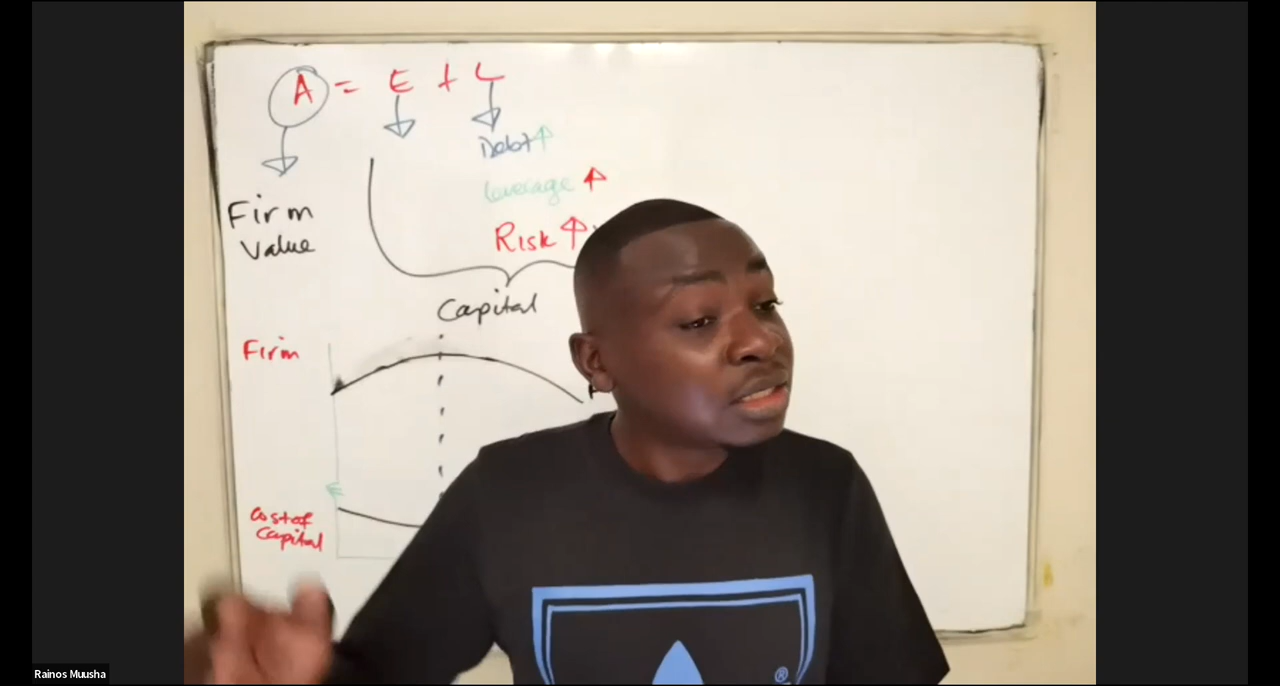 A = E + L
Debt↑
leverage ↑
Risk ↑
Firm
Value
Capital
Firm
Cost of
Capital
®
Rainos Muusha